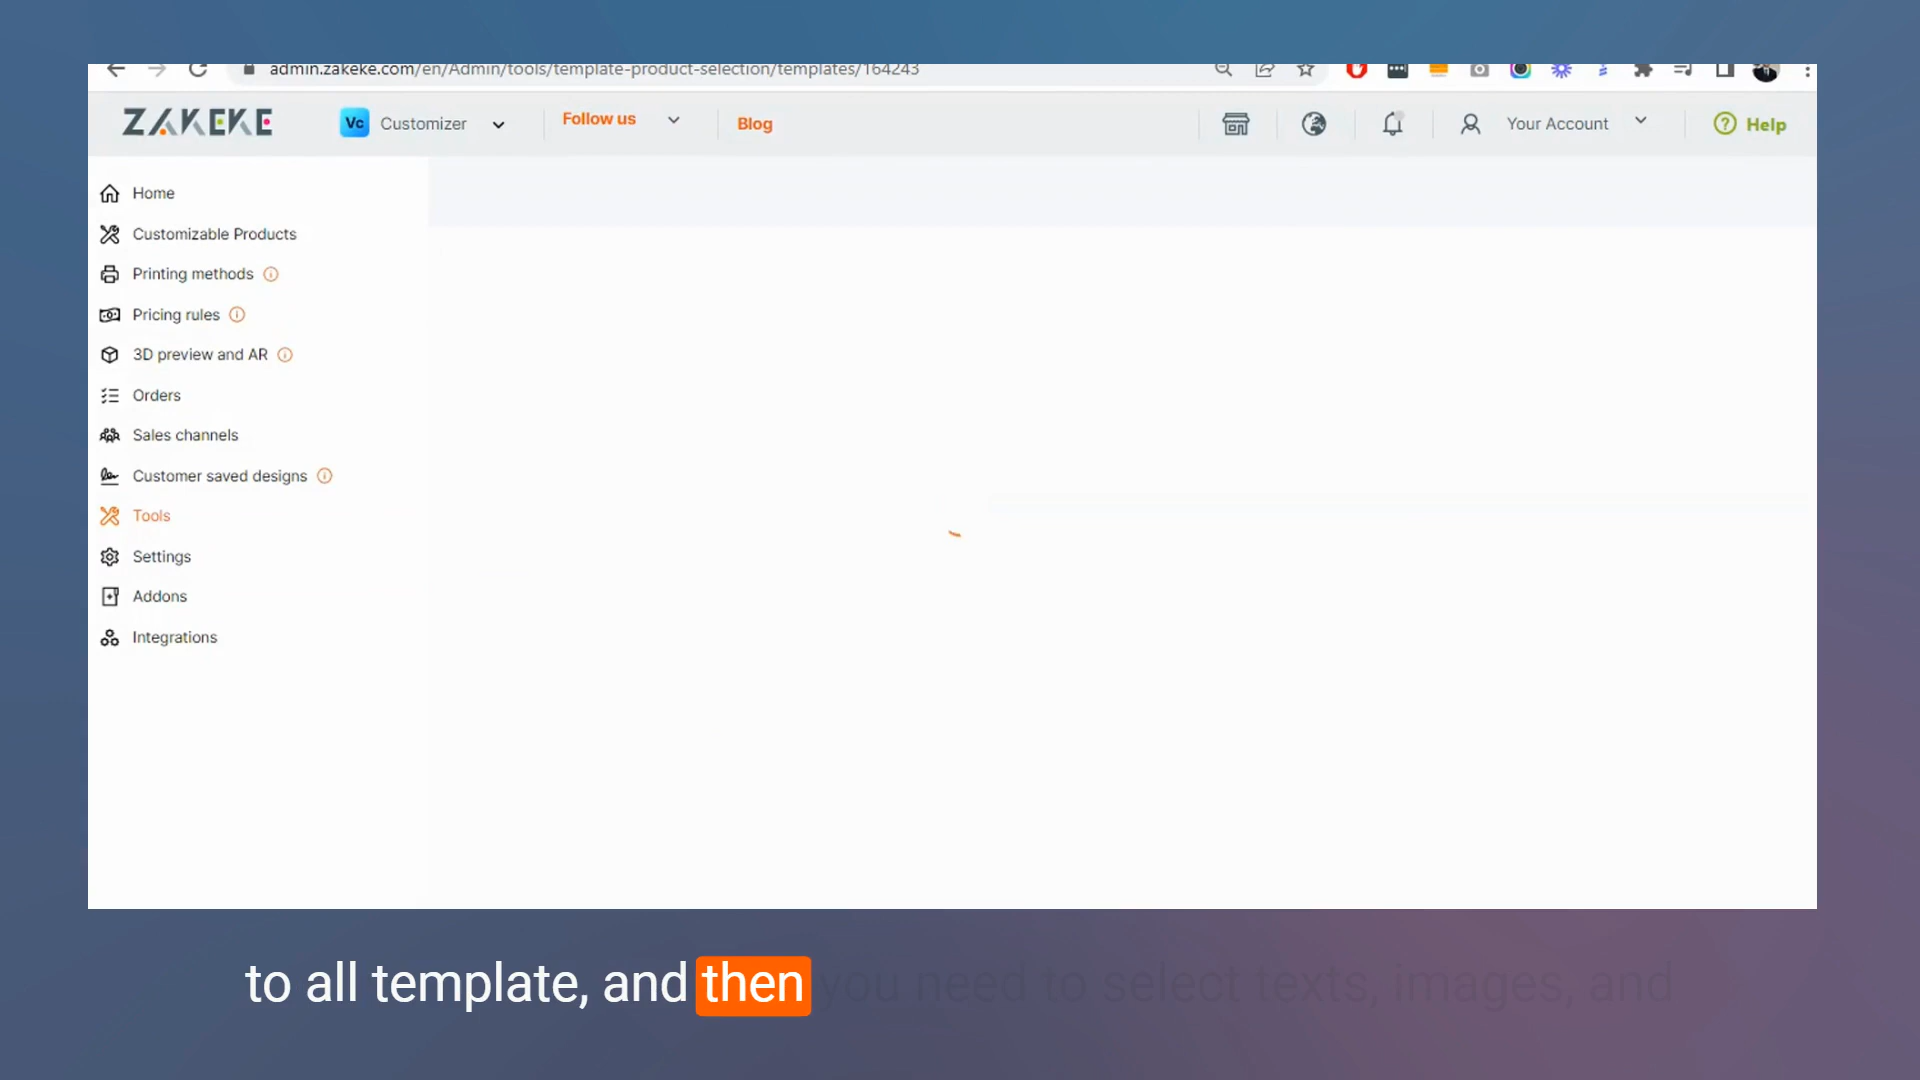 admin.zakeke.com/en/Admin/tools/template-product-selection/templates/164243
ZAKEKE
Vc Customizer
Follow us
Blog
Your Account
Help
Home
Customizable Products
Printing methods
Pricing rules
3D preview and AR
Orders
Sales channels
Customer saved designs
Tools
Settings
Addons
Integrations
to all template, and then you need to select texts, images, and